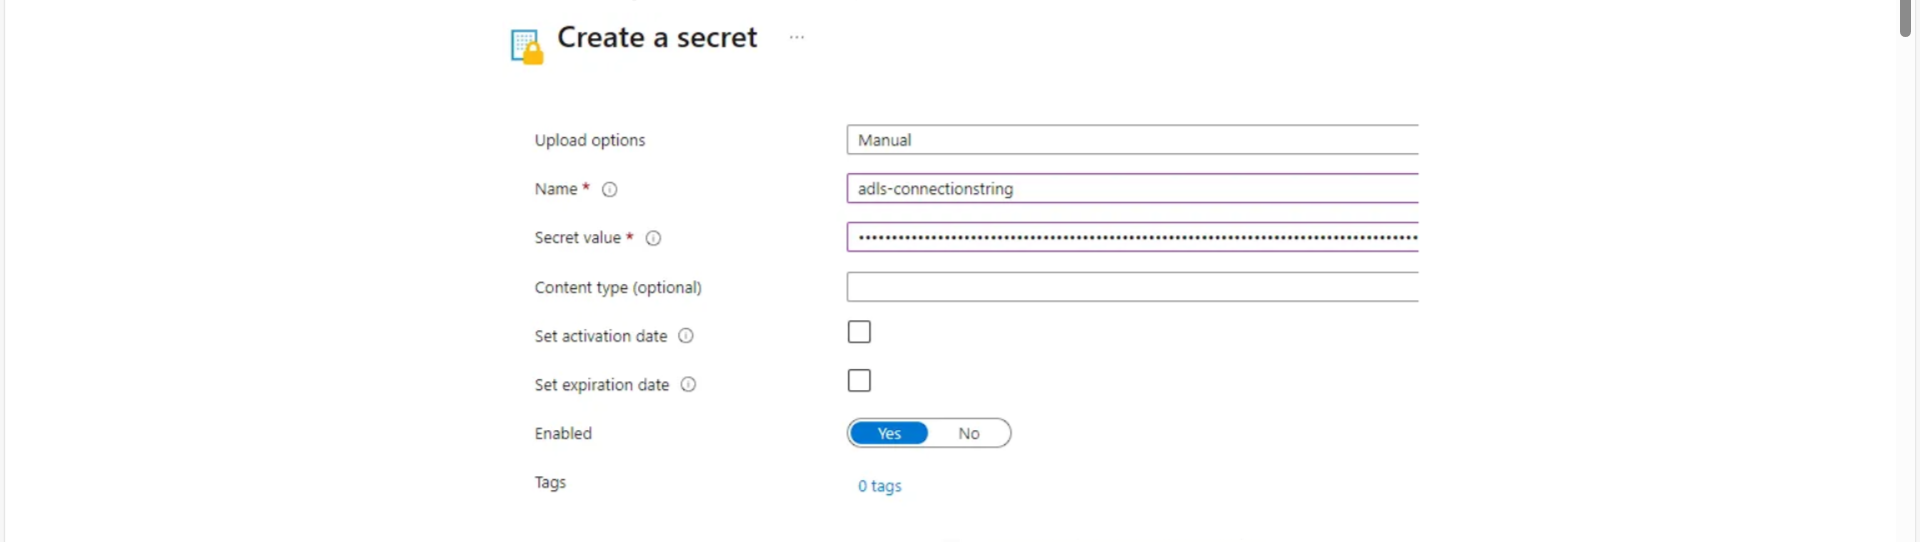 Create a secret ...
Upload options Manual
Name * adls-connectionstring
Secret value * ••••••••••••••••••••••••••••••••••••••••••••••••••••••••••••••••••••••••••••••••••••
Content type (optional)
Set activation date
Set expiration date
Enabled Yes No
Tags 0 tags